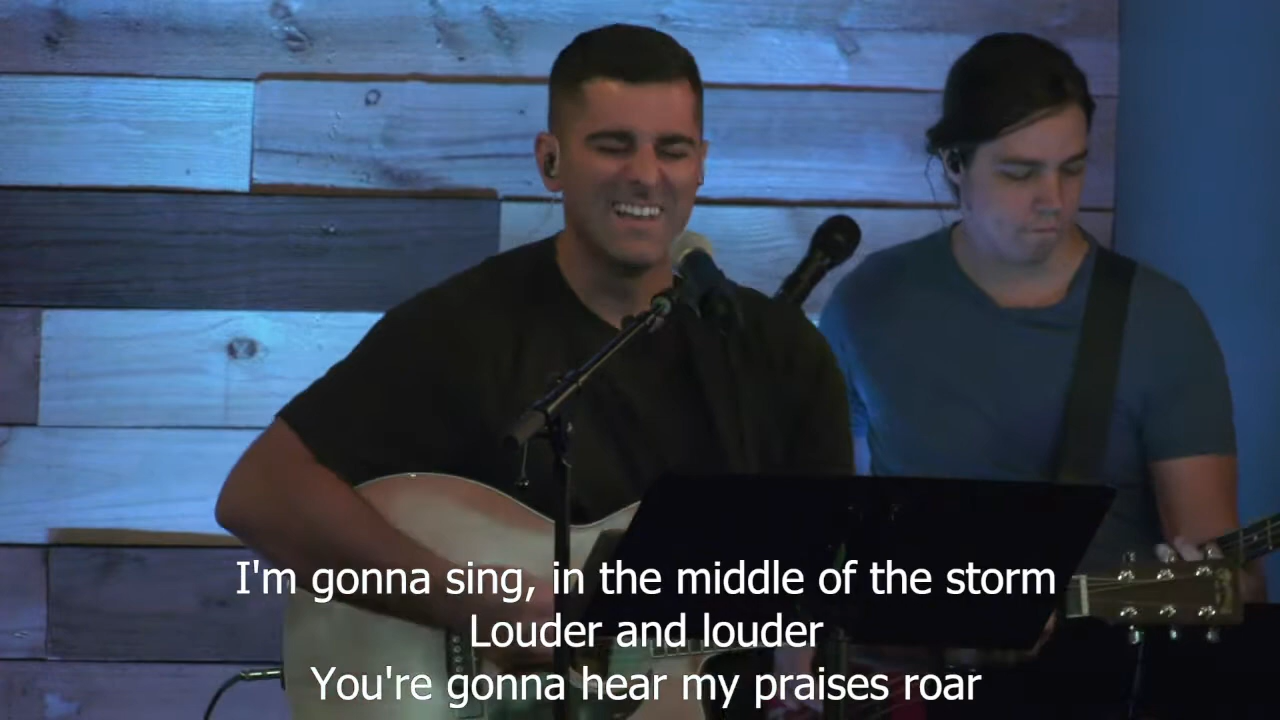 I'm gonna sing, in the middle of the storm
Louder and louder
You're gonna hear my praises roar